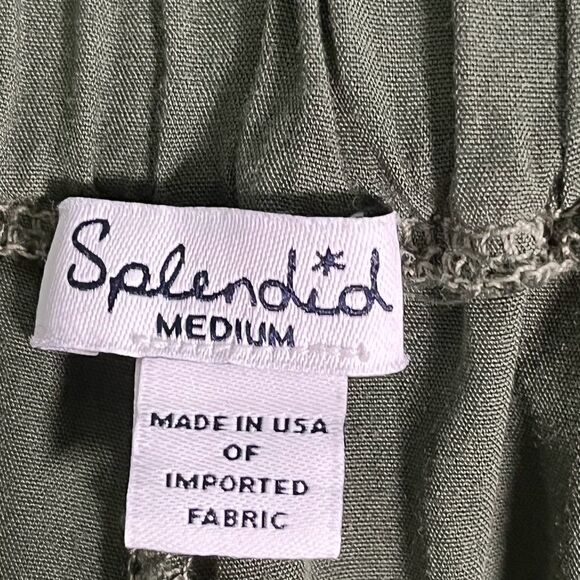 Splendid
MEDIUM
MADE IN USA
OF
IMPORTED
FABRIC